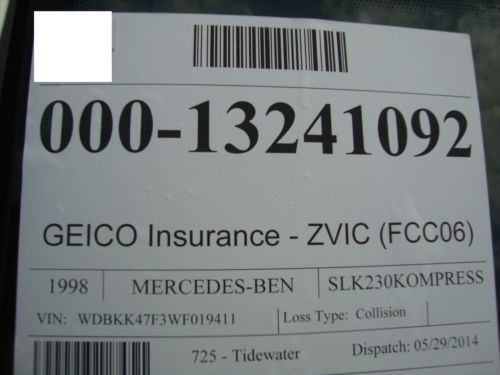 000-13241092
GEICO Insurance - ZVIC (FCC06)
1998 MERCEDES-BEN SLK230KOMPRESS
VIN: WDBKK47F3WF019411 Loss Type: Collision
725 - Tidewater Dispatch: 05/29/2014